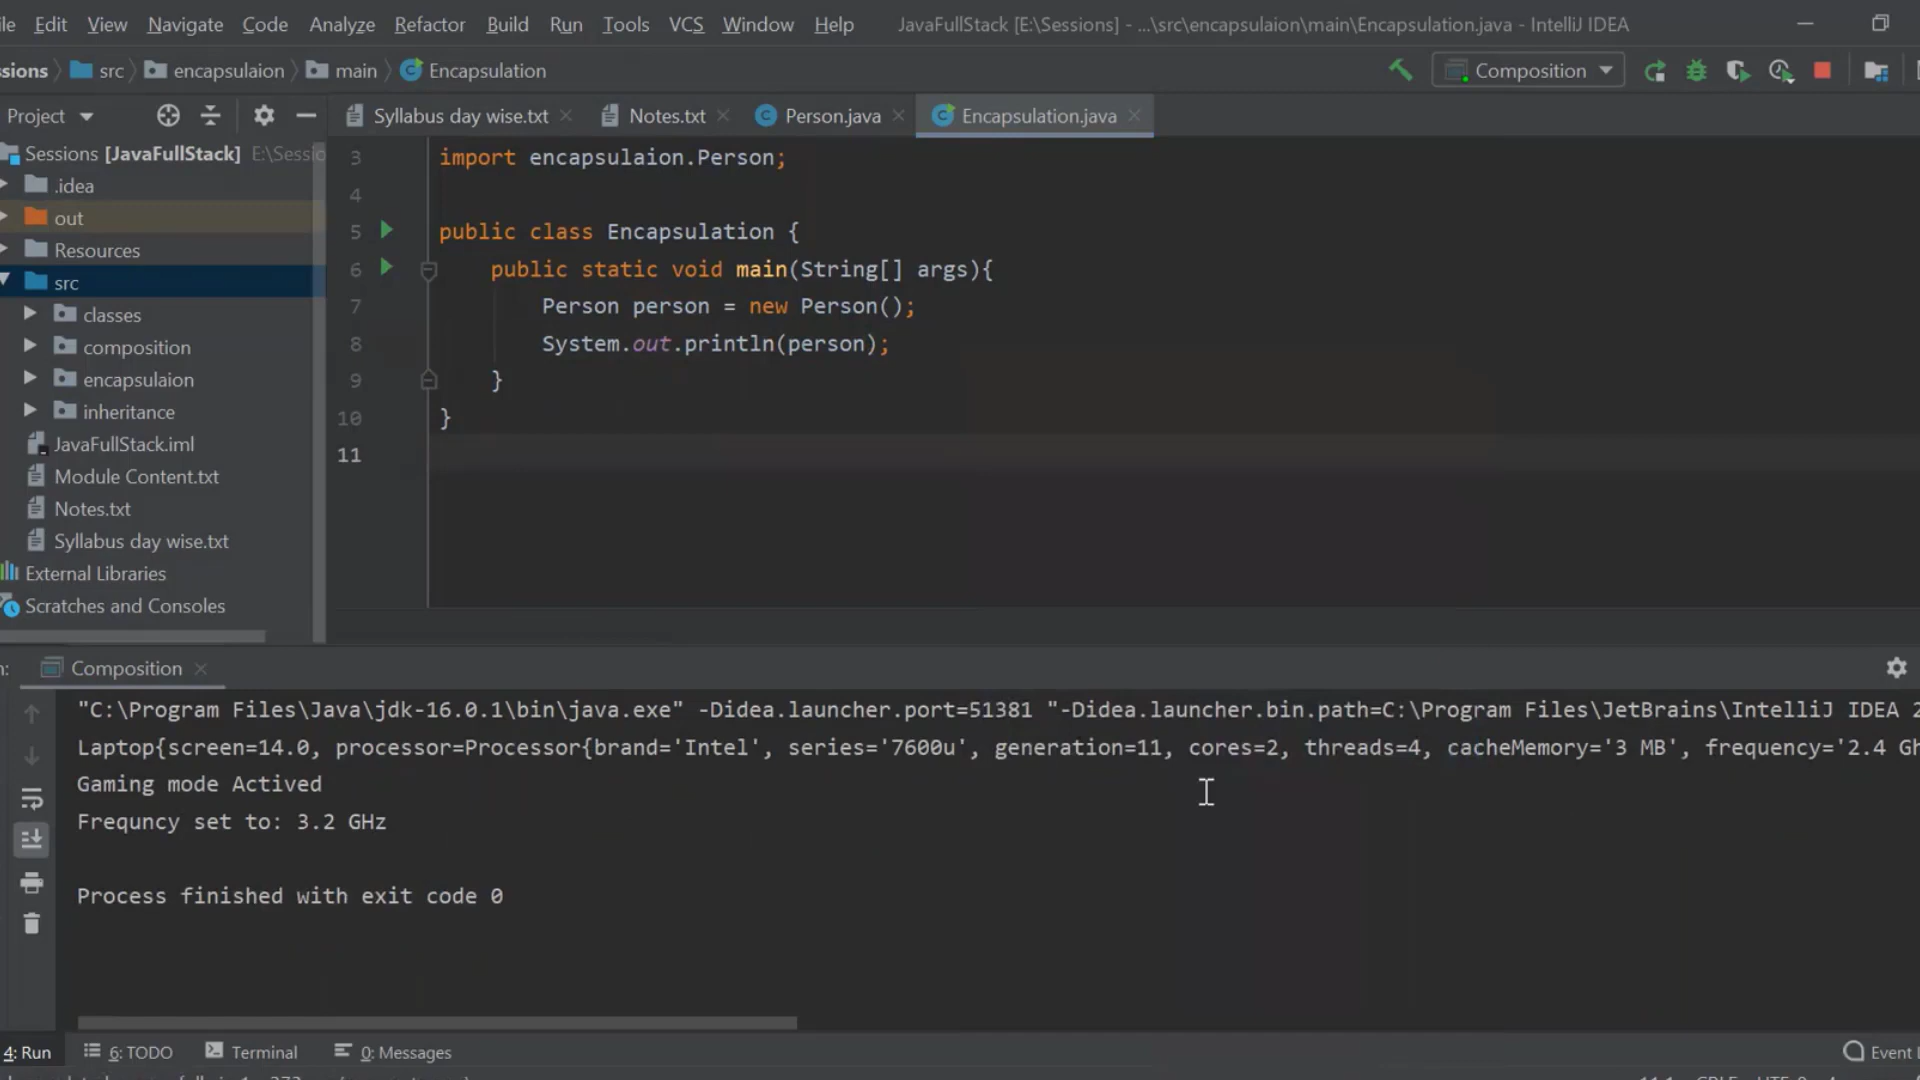 le Edit View Navigate Code Analyze Refactor Build Run Tools VCS Window Help JavaFullStack [E:\Sessions] - ...\src\encapsulaion\main\Encapsulation.java - IntelliJ IDEA
sions src encapsulaion main Encapsulation Composition
Project Syllabus day wise.txt Notes.txt Person.java Encapsulation.java
Sessions [JavaFullStack] E:\Sessio
.idea
out
Resources
src
classes
composition
encapsulaion
inheritance
JavaFullStack.iml
Module Content.txt
Notes.txt
Syllabus day wise.txt
External Libraries
Scratches and Consoles
3 import encapsulaion.Person;
4
5 public class Encapsulation {
6 public static void main(String[] args){
7 Person person = new Person();
8 System.out.println(person);
9 }
10 }
11
n: Composition
"C:\Program Files\Java\jdk-16.0.1\bin\java.exe" -Didea.launcher.port=51381 "-Didea.launcher.bin.path=C:\Program Files\JetBrains\IntelliJ IDEA 2
Laptop{screen=14.0, processor=Processor{brand='Intel', series='7600u', generation=11, cores=2, threads=4, cacheMemory='3 MB', frequency='2.4 Gh
Gaming mode Actived
Frequncy set to: 3.2 GHz
Process finished with exit code 0
4: Run 6: TODO Terminal 0: Messages Event